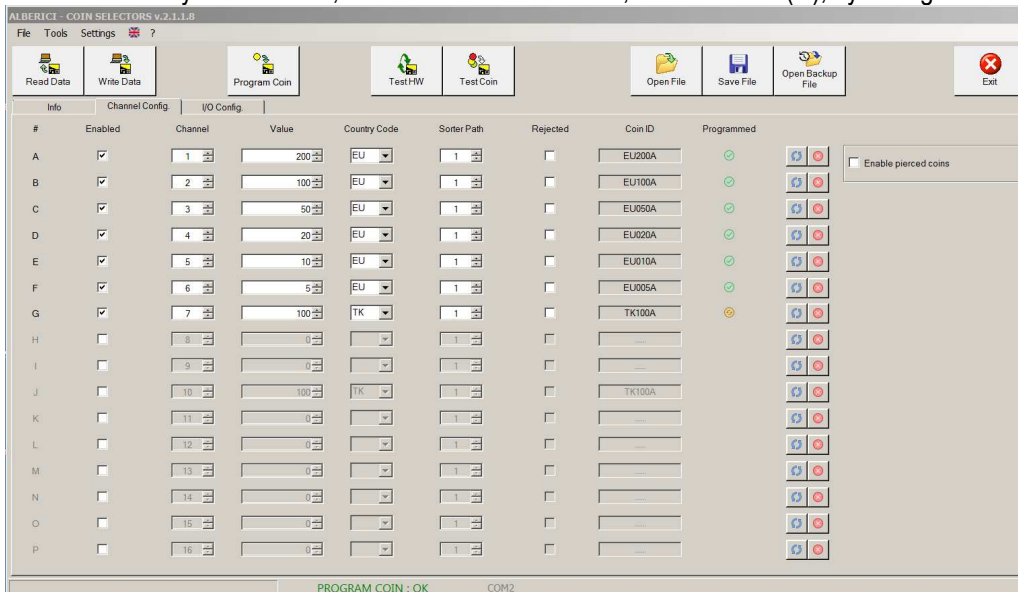 ALBERICI - COIN SELECTORS v.2.1.1.8
File Tools Settings ?
Read Data Write Data Program Coin Test HW Test Coin Open File Save File Open Backup File Exit
Info Channel Config. I/O Config.
# Enabled Channel Value Country Code Sorter Path Rejected Coin ID Programmed
A 1 200 EU 1 EU200A Enable pierced coins
B 2 100 EU 1 EU100A
C 3 50 EU 1 EU050A
D 4 20 EU 1 EU020A
E 5 10 EU 1 EU010A
F 6 5 EU 1 EU005A
G 7 100 TK 1 TK100A
H 8 0 1 ....
I 9 0 1 ....
J 10 100 TK 1 TK100A
K 11 0 1 ....
L 12 0 1 ....
M 13 0 1 ....
N 14 0 1 ....
O 15 0 1 ....
P 16 0 1 ....
PROGRAM COIN : OK COM2